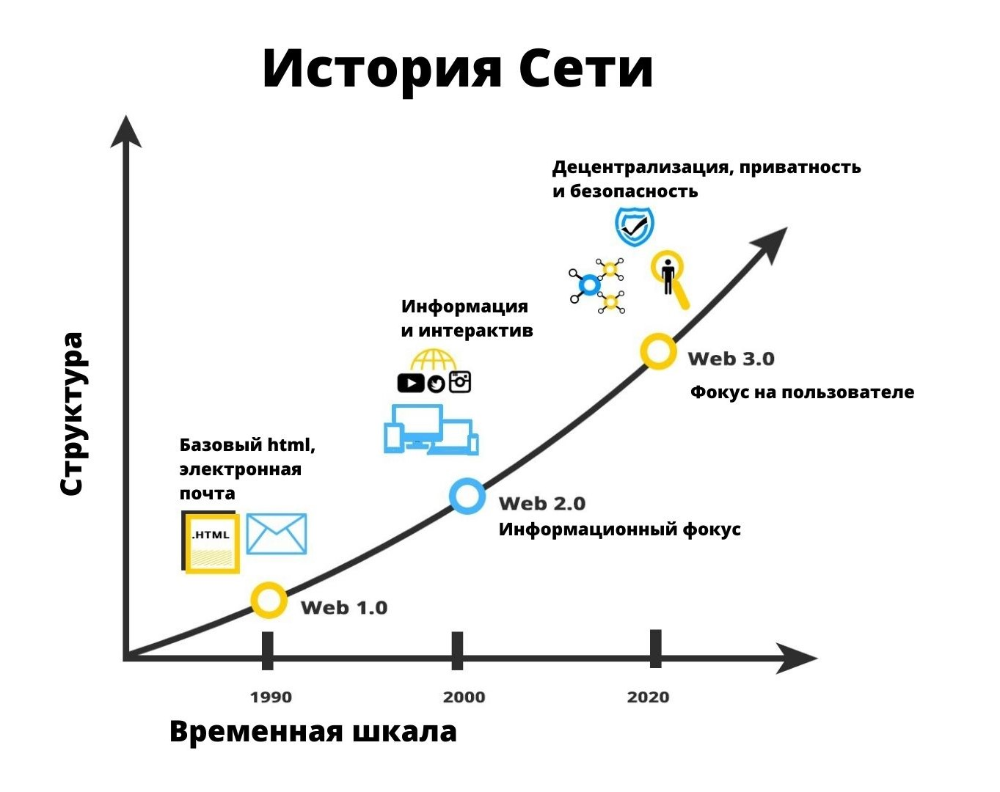 История Сети
Децентрализация, приватность
и безопасность
Информация
и интерактив
Web 3.0
Фокус на пользователе
Структура
Базовый html,
электронная
почта
.HTML
Web 2.0
Информационный фокус
Web 1.0
1990
2000
2020
Временная шкала